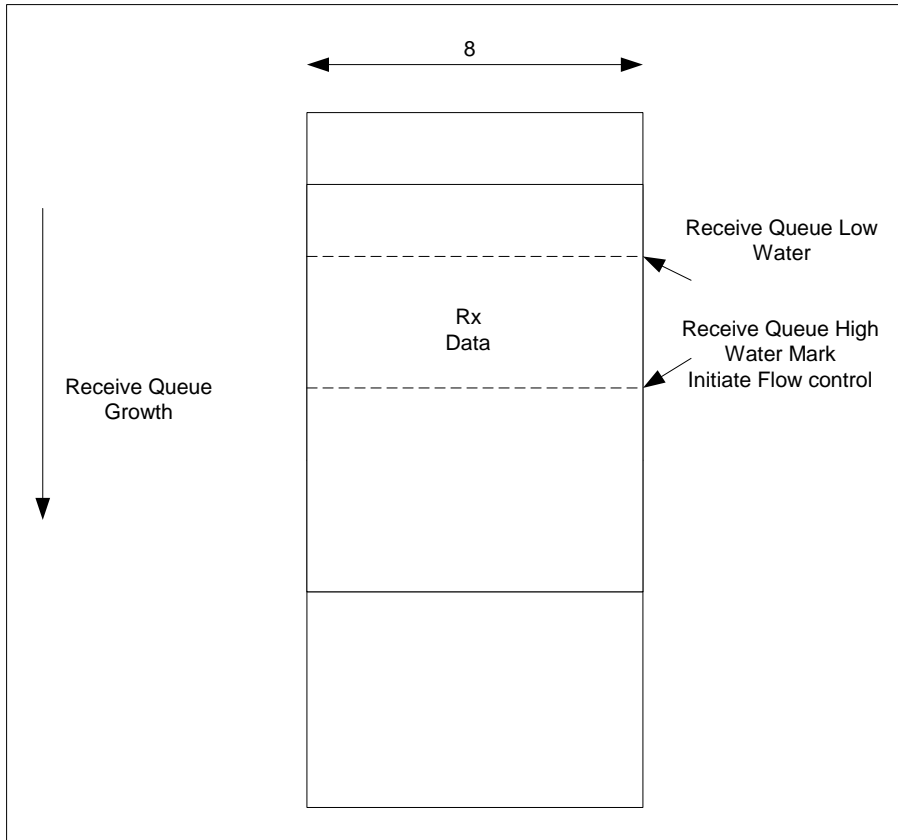 8
Receive Queue Low
Water
Rx
Data
Receive Queue High
Water Mark
Initiate Flow control
Receive Queue
Growth